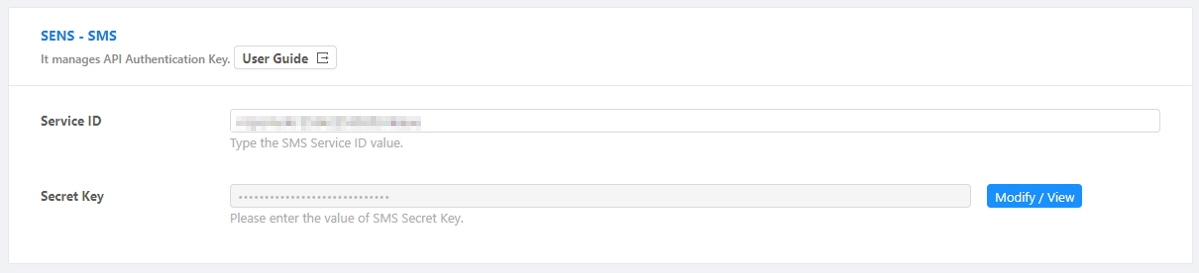 SENS - SMS
It manages API Authentication Key. User Guide
Service ID
Type the SMS Service ID value.
Secret Key
Modify / View
Please enter the value of SMS Secret Key.